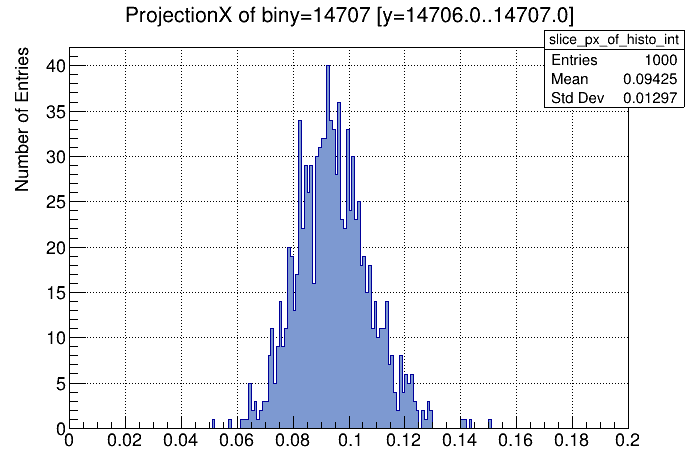 ProjectionX of biny=14707 [y=14706.0..14707.0]
slice_px_of_histo_int
Entries 1000
Mean 0.09425
Std Dev 0.01297
Number of Entries
40
35
30
25
20
15
10
5
0
0 0.02 0.04 0.06 0.08 0.1 0.12 0.14 0.16 0.18 0.2